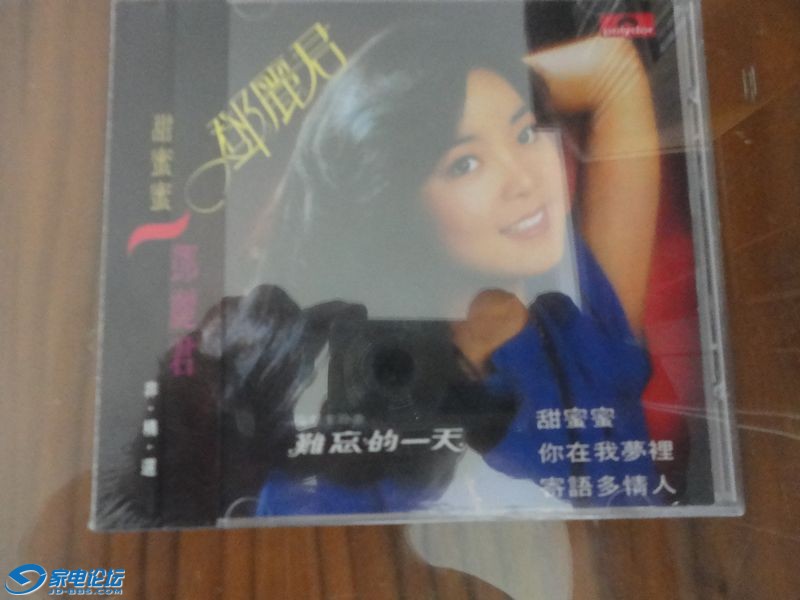 polydor
鄧麗君
甜蜜蜜
鄧麗君
難忘的一天
甜蜜蜜
你在我夢裡
寄語多情人
家电论坛
JD-BBS.COM